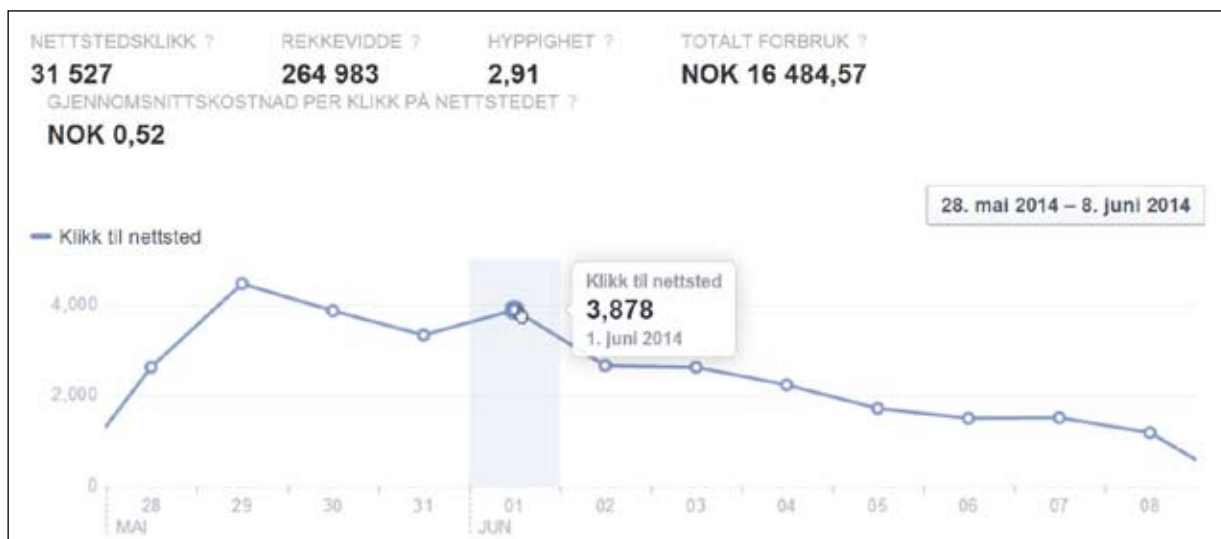 NETTSTEDSKLIKK ? REKKEVIDDE ? HYPPIGHET ? TOTALT FORBRUK ?
31 527 264 983 2,91 NOK 16 484,57
GJENNOMSNITTSKOSTNAD PER KLIKK PÅ NETTSTEDET ?
NOK 0,52
28. mai 2014 – 8. juni 2014
Klikk til nettsted
Klikk til nettsted
3,878
1. juni 2014
4,000
2,000
0
28 29 30 31 01 02 03 04 05 06 07 08
MAI JUN